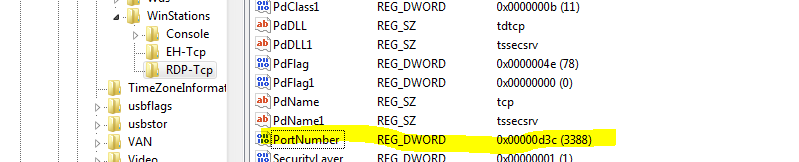 Wds
WinStations
Console
EH-Tcp
RDP-Tcp
TimeZoneInformat
usbflags
usbstor
VAN
Video
PdClass1 REG_DWORD 0x0000000b (11)
PdDLL REG_SZ tdtcp
PdDLL1 REG_SZ tssecsrv
PdFlag REG_DWORD 0x0000004e (78)
PdFlag1 REG_DWORD 0x00000000 (0)
PdName REG_SZ tcp
PdName1 REG_SZ tssecsrv
PortNumber REG_DWORD 0x00000d3c (3388)
SecurityLayer REG_DWORD 0x00000001 (1)